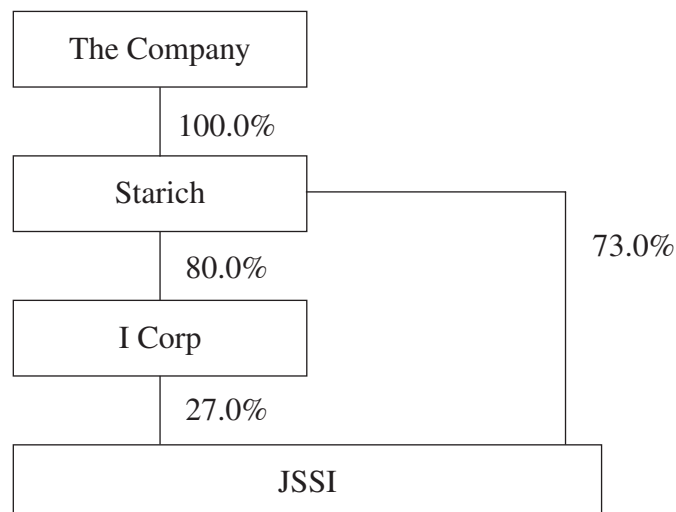 The Company
100.0%
Starich
73.0%
80.0%
I Corp
27.0%
JSSI